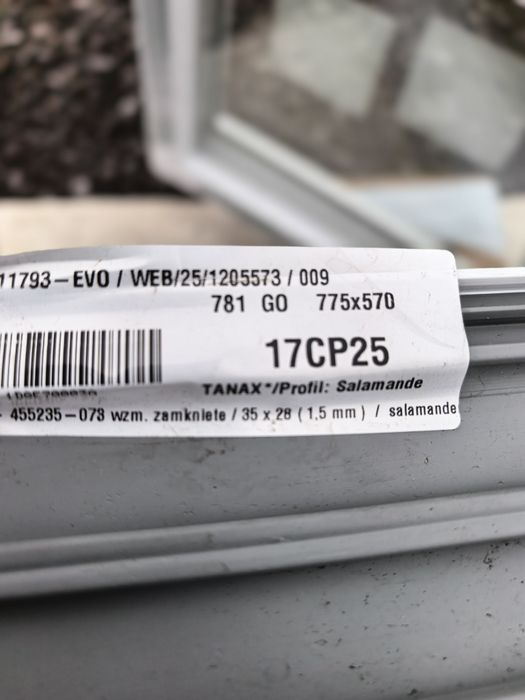 11793-EVO / WEB/25/1205573 / 009
781 GO 775x570
17CP25
TANAX*/Profil: Salamande
455235-073 wzm. zamkniete / 35 x 28 ( 1,5 mm ) / salamande